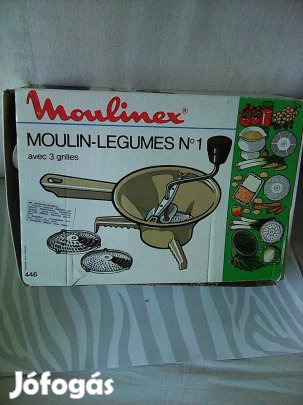 Moulinex®
MOULIN-LEGUMES N°1
avec 3 grilles
446
Jófogás